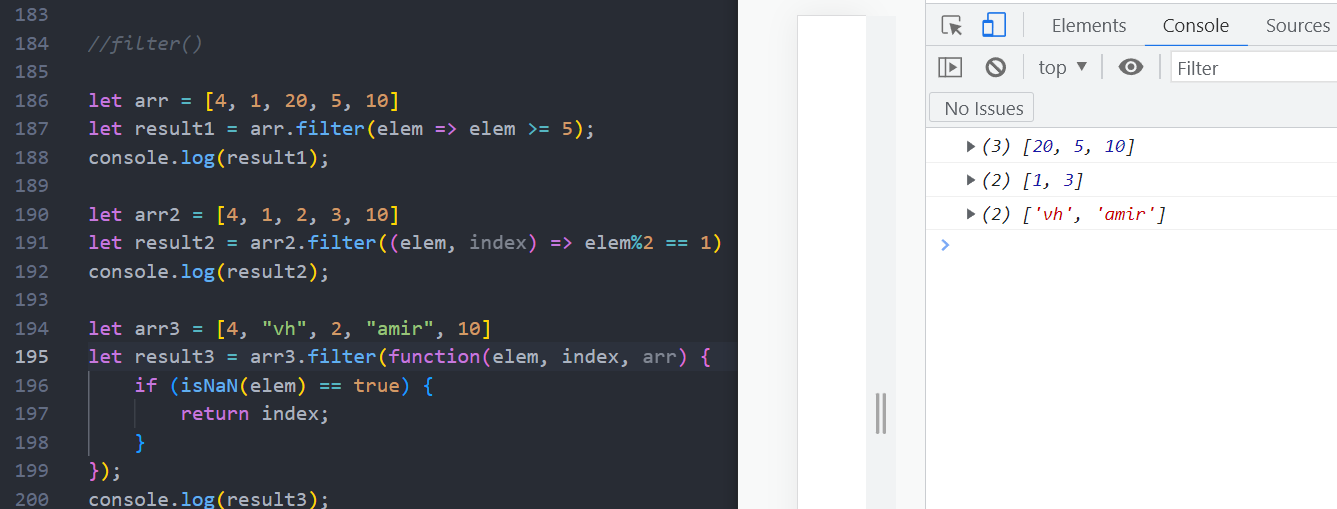 183
184 //filter()
185
186 let arr = [4, 1, 20, 5, 10]
187 let result1 = arr.filter(elem => elem >= 5);
188 console.log(result1);
189
190 let arr2 = [4, 1, 2, 3, 10]
191 let result2 = arr2.filter((elem, index) => elem%2 == 1)
192 console.log(result2);
193
194 let arr3 = [4, "vh", 2, "amir", 10]
195 let result3 = arr3.filter(function(elem, index, arr) {
196     if (isNaN(elem) == true) {
197         return index;
198     }
199 });
200 console.log(result3);
Elements Console Sources
top ▼ Filter
No Issues
▶ (3) [20, 5, 10]
▶ (2) [1, 3]
▶ (2) ['vh', 'amir']
>